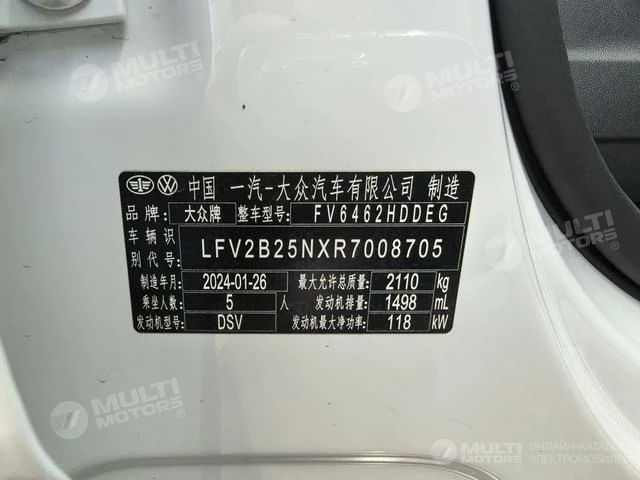 中国 一汽-大众汽车有限公司 制造
品牌: 大众牌 整车型号: FV6462HDDEG
车辆识别代号: LFV2B25NXR7008705
制造年月: 2024-01-26 最大允许总质量: 2110 kg
乘坐人数: 5 人 发动机排量: 1498 mL
发动机型号: DSV 发动机最大净功率: 118 kW
MULTI MOTORS
MULTI MOTORS
MULTI MOTORS
MULTI MOTORS
MULTI MOTORS
MULTI MOTORS
ОНЛАЙН-КАТАЛ
ЭЛЕКТРОМОБИЛЕ